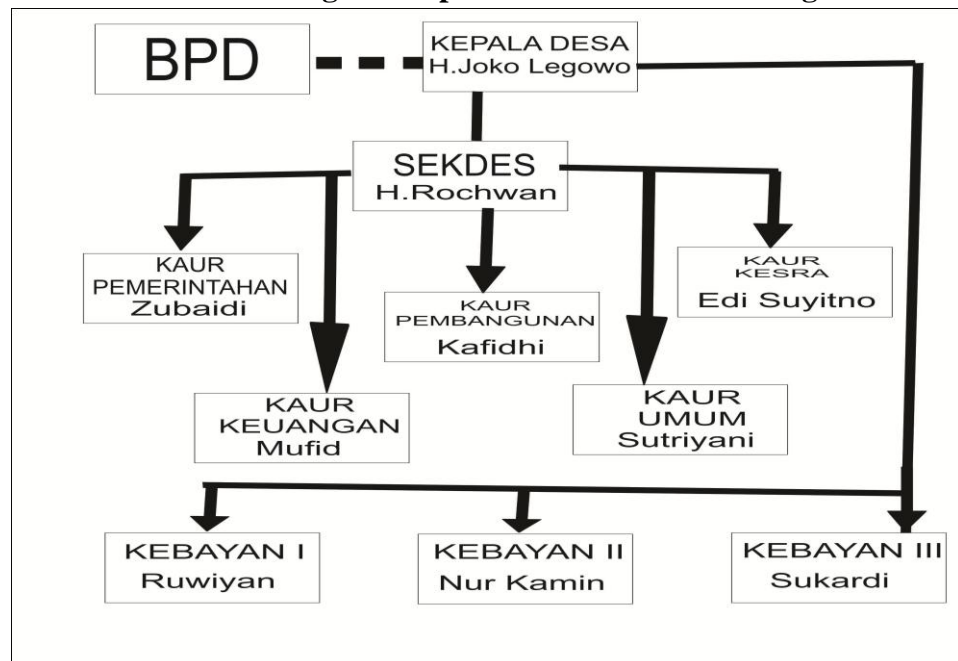 BPD
KEPALA DESA
H.Joko Legowo
SEKDES
H.Rochwan
KAUR
PEMERINTAHAN
Zubaidi
KAUR
PEMBANGUNAN
Kafidhi
KAUR
KESRA
Edi Suyitno
KAUR
KEUANGAN
Mufid
KAUR
UMUM
Sutriyani
KEBAYAN I
Ruwiyan
KEBAYAN II
Nur Kamin
KEBAYAN III
Sukardi